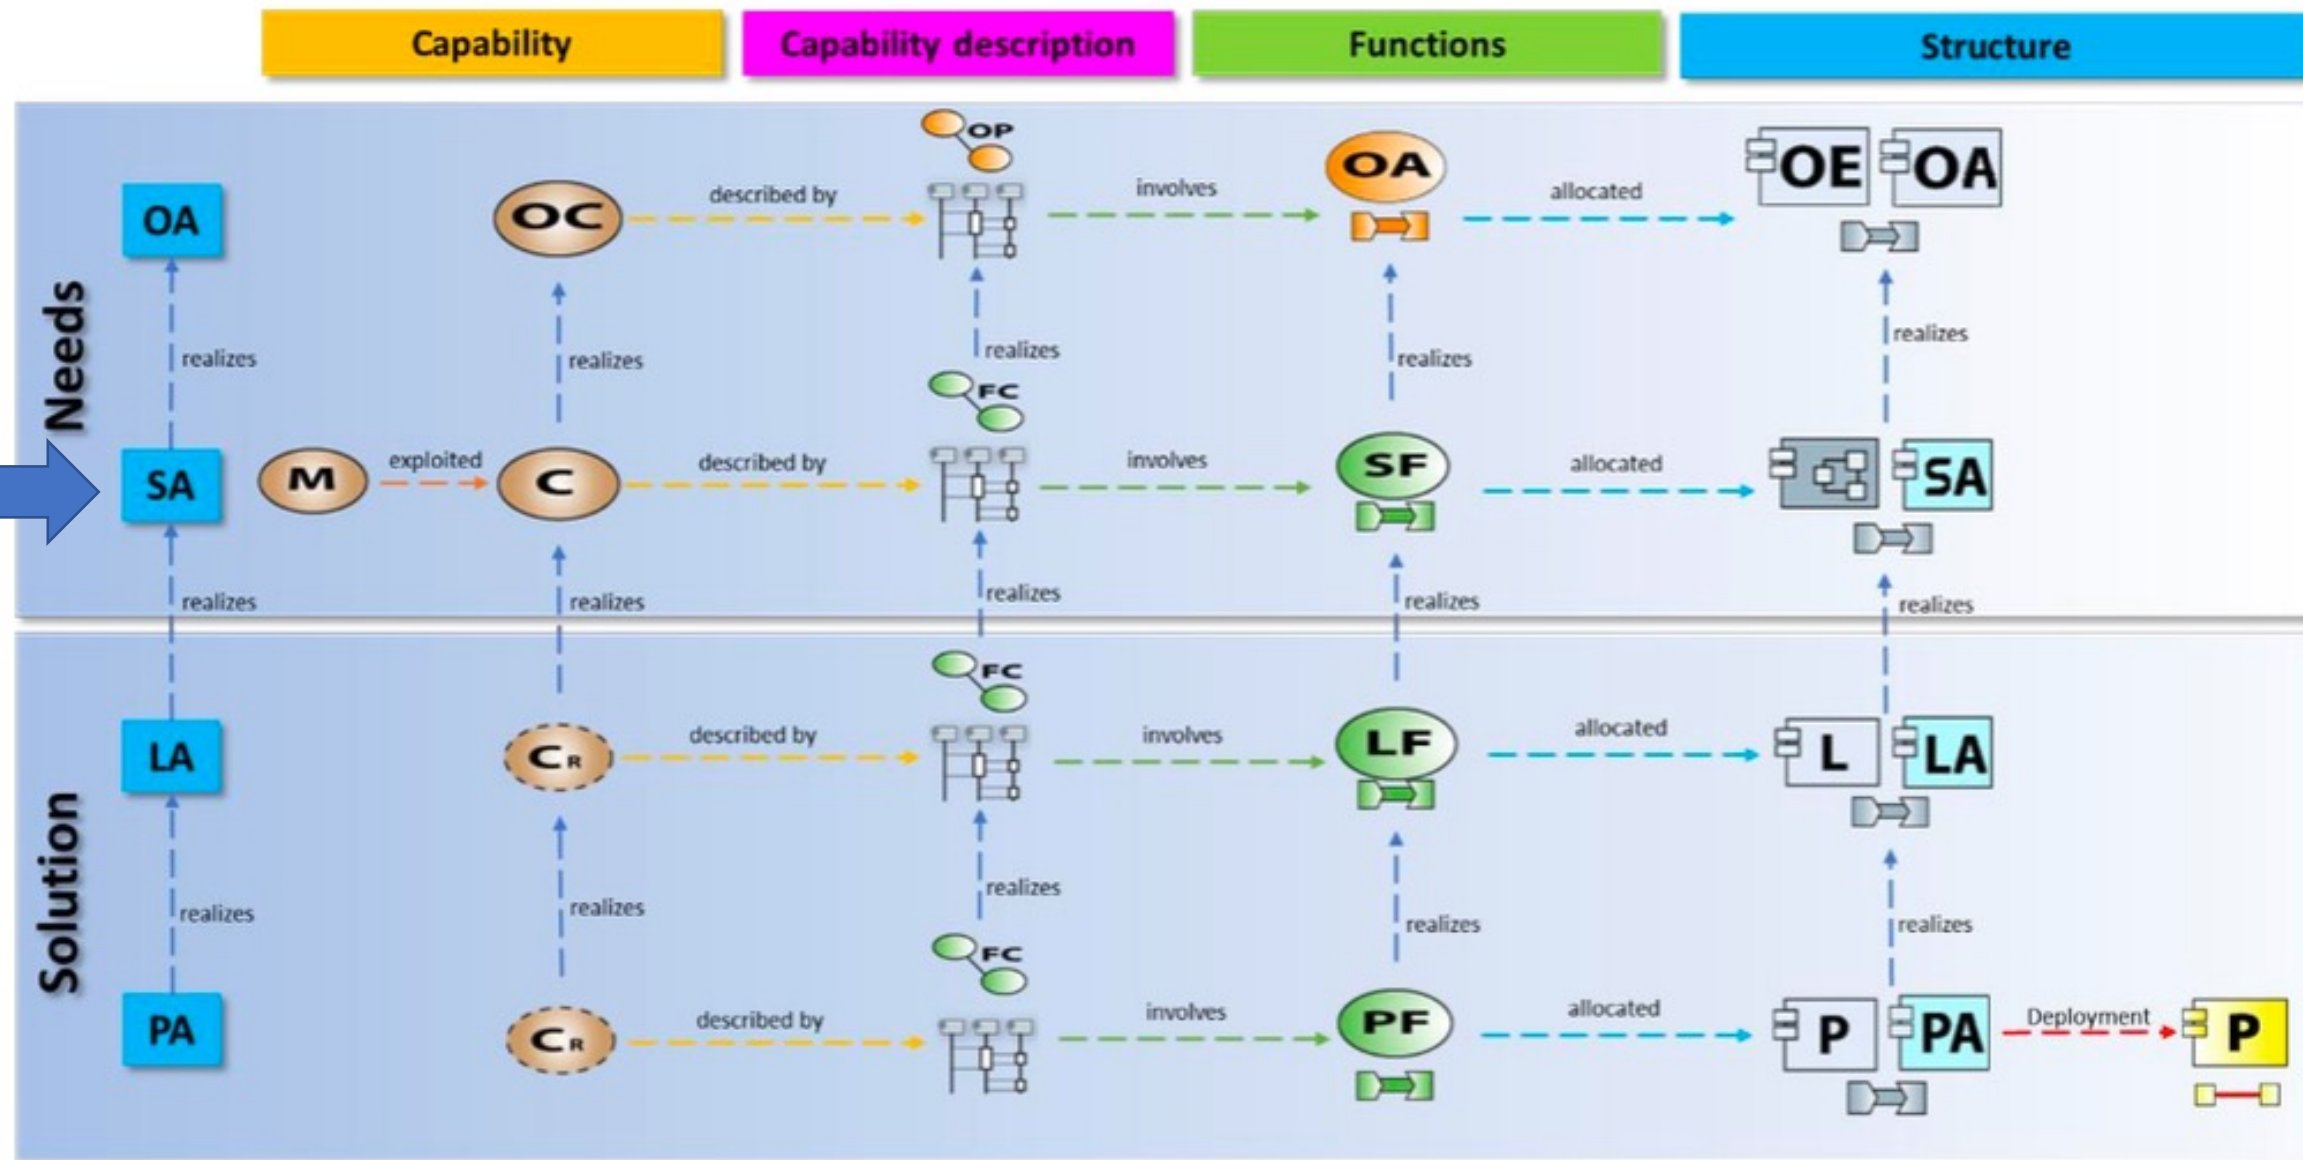 Capability
Capability description
Functions
Structure
Needs
OP
OA
OC
described by
involves
OA
allocated
OE
OA
realizes
realizes
realizes
realizes
realizes
FC
SA
M
exploited
C
described by
involves
SF
allocated
SA
realizes
realizes
realizes
realizes
realizes
Solution
FC
LA
CR
described by
involves
LF
allocated
L
LA
realizes
realizes
realizes
realizes
realizes
FC
PA
CR
described by
involves
PF
allocated
P
PA
Deployment
P